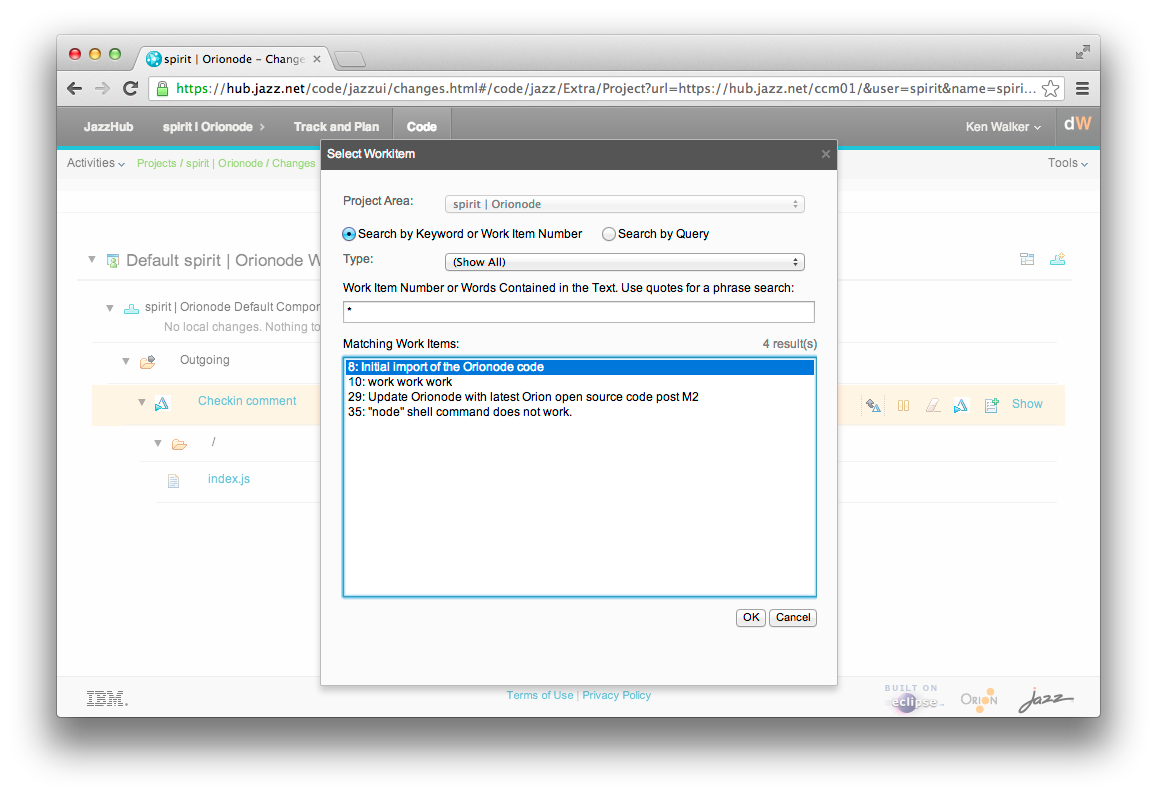 spirit | Orionode – Change
https://hub.jazz.net/code/jazzui/changes.html#/code/jazz/Extra/Project?url=https://hub.jazz.net/ccm01/&user=spirit&name=spiri...
JazzHub spirit | Orionode Track and Plan Code Ken Walker dW
Select WorkItem
Activities Projects / spirit | Orionode / Changes Tools
Project Area: spirit | Orionode
Search by Keyword or Work Item Number Search by Query
Type: (Show All)
Default spirit | Orionode W
Work Item Number or Words Contained in the Text. Use quotes for a phrase search:
spirit | Orionode Default Compor
*
No local changes. Nothing to
Matching Work Items: 4 result(s)
Outgoing
8: Initial import of the Orionode code
10: work work work
29: Update Orionode with latest Orion open source code post M2
Checkin comment Show
35: "node" shell command does not work.
/
index.js
OK Cancel
IBM.
Terms of Use | Privacy Policy
BUILT ON
eclipse
ORION
jazz